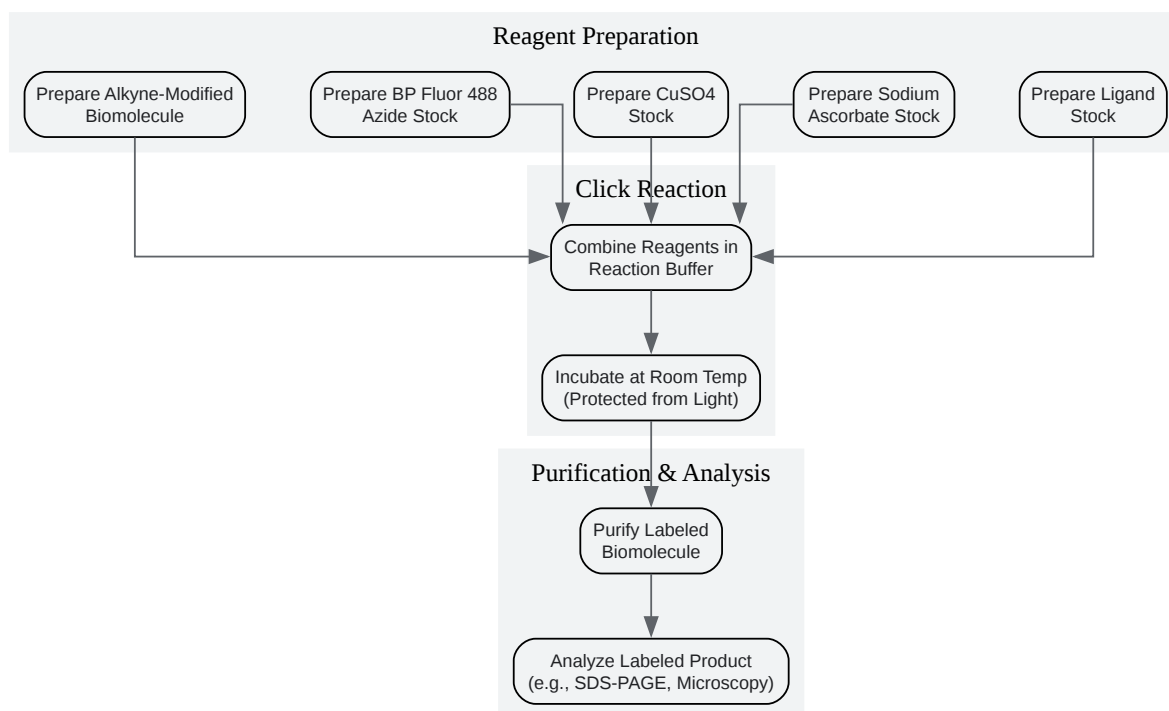 Reagent Preparation
Prepare Alkyne-Modified
Biomolecule
Prepare BP Fluor 488
Azide Stock
Prepare CuSO4
Stock
Prepare Sodium
Ascorbate Stock
Prepare Ligand
Stock
Click Reaction
Combine Reagents in
Reaction Buffer
Incubate at Room Temp
(Protected from Light)
Purification & Analysis
Purify Labeled
Biomolecule
Analyze Labeled Product
(e.g., SDS-PAGE, Microscopy)